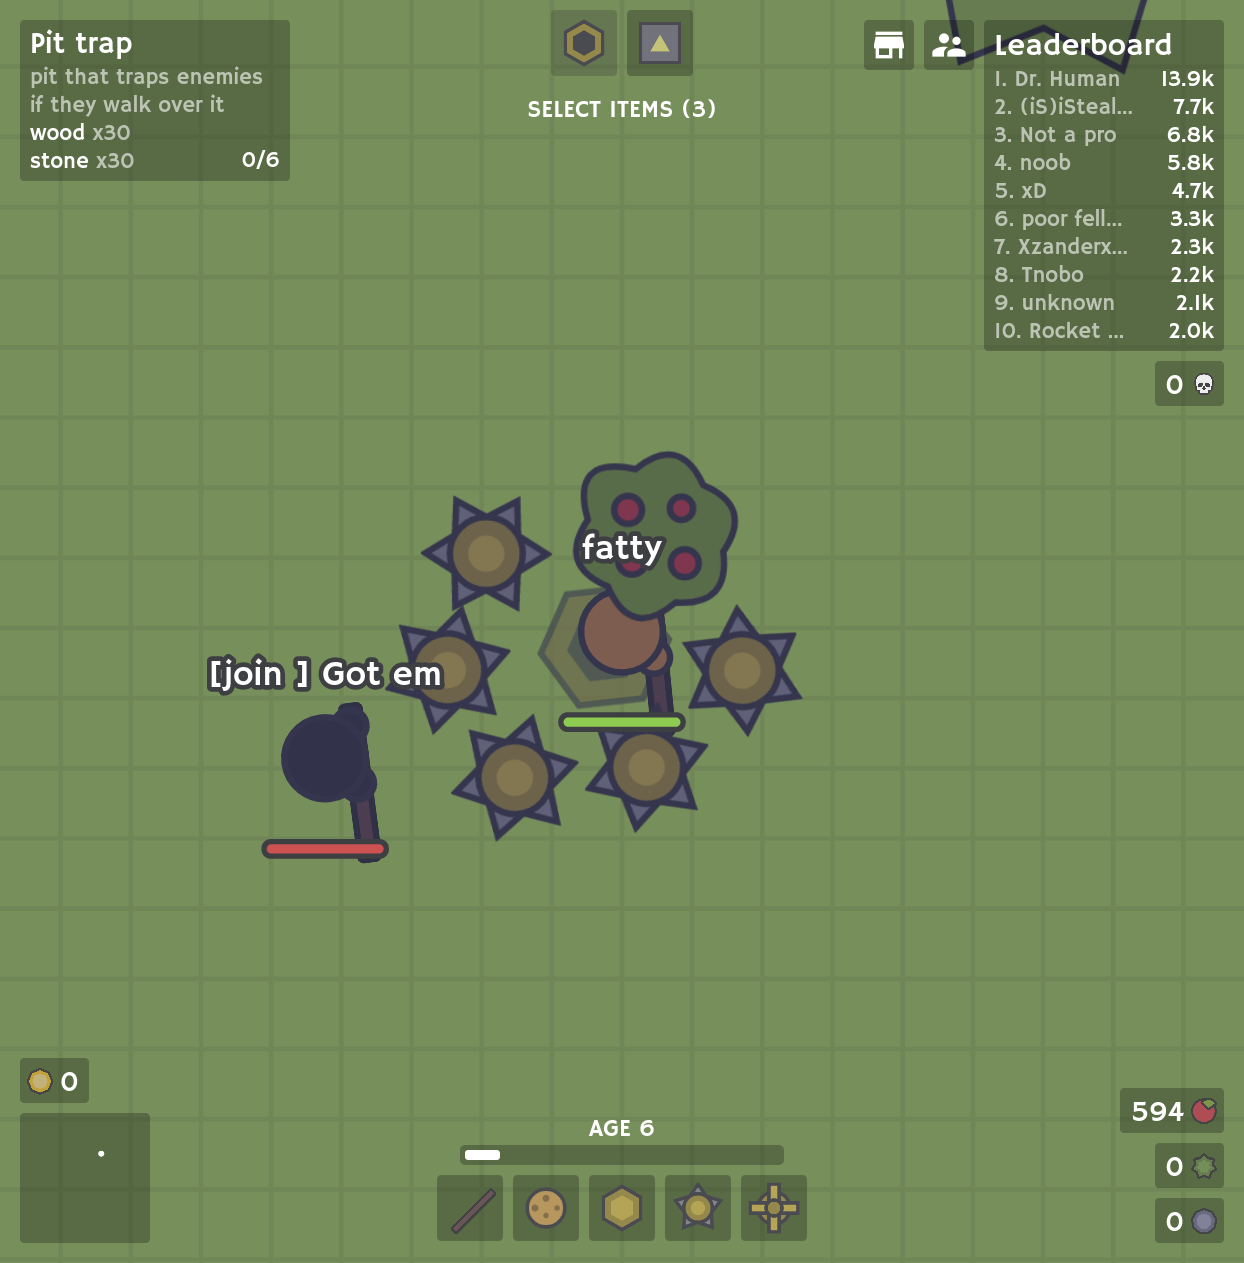 Pit trap
pit that traps enemies
if they walk over it
wood x30
stone x30 0/6
SELECT ITEMS (3)
Leaderboard
1. Dr. Human 13.9k
2. (iS)iSteal... 7.7k
3. Not a pro 6.8k
4. noob 5.8k
5. xD 4.7k
6. poor fell... 3.3k
7. Xzanderx... 2.3k
8. Tnobo 2.2k
9. unknown 2.1k
10. Rocket ... 2.0k
0
fatty
[join ] Got em
0
AGE 6
594
0
0